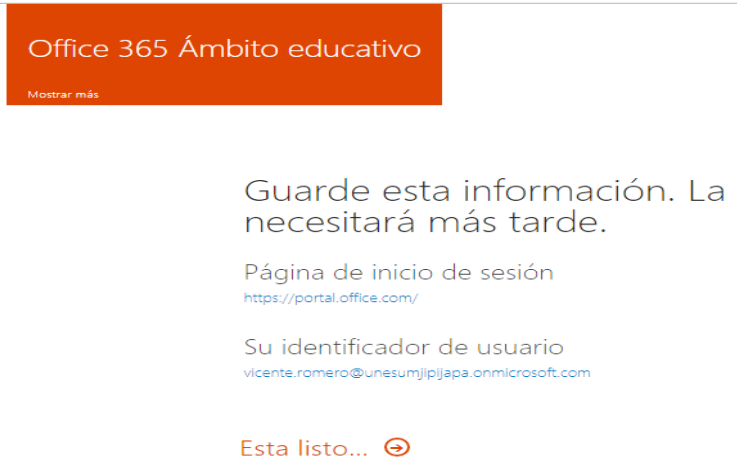 Office 365 Ámbito educativo
Mostrar más
Guarde esta información. La
necesitará más tarde.
Página de inicio de sesión
https://portal.office.com/
Su identificador de usuario
vicente.romero@unesumjipijapa.onmicrosoft.com
Esta listo...